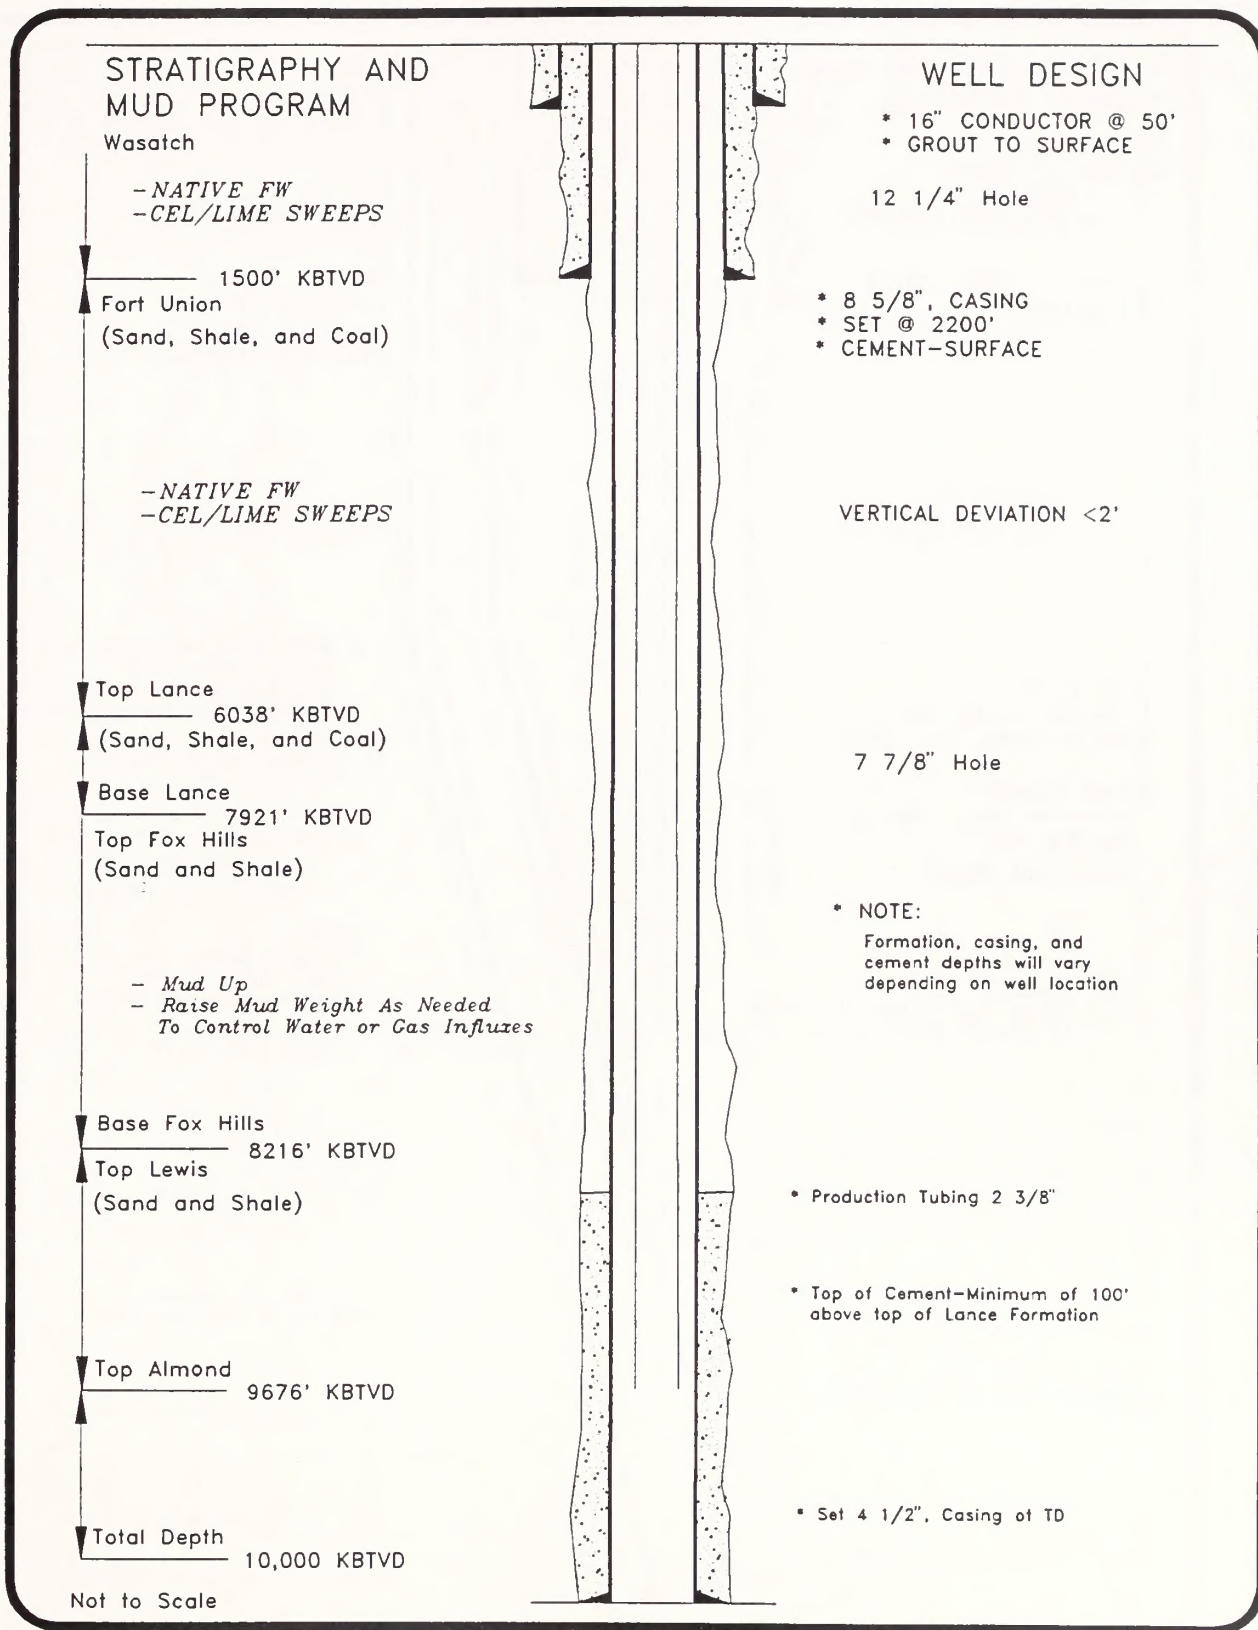 STRATIGRAPHY AND
MUD PROGRAM
Wasatch
-NATIVE FW
-CEL/LIME SWEEPS
1500' KBTVD
Fort Union
(Sand, Shale, and Coal)
-NATIVE FW
-CEL/LIME SWEEPS
Top Lance
6038' KBTVD
(Sand, Shale, and Coal)
Base Lance
7921' KBTVD
Top Fox Hills
(Sand and Shale)
- Mud Up
- Raise Mud Weight As Needed
To Control Water or Gas Influxes
Base Fox Hills
8216' KBTVD
Top Lewis
(Sand and Shale)
Top Almond
9676' KBTVD
Total Depth
10,000 KBTVD
Not to Scale
WELL DESIGN
* 16" CONDUCTOR @ 50'
* GROUT TO SURFACE
12 1/4" Hole
* 8 5/8", CASING
* SET @ 2200'
* CEMENT-SURFACE
VERTICAL DEVIATION <2'
7 7/8" Hole
* NOTE:
Formation, casing, and
cement depths will vary
depending on well location
* Production Tubing 2 3/8"
* Top of Cement-Minimum of 100'
above top of Lance Formation
* Set 4 1/2", Casing at TD